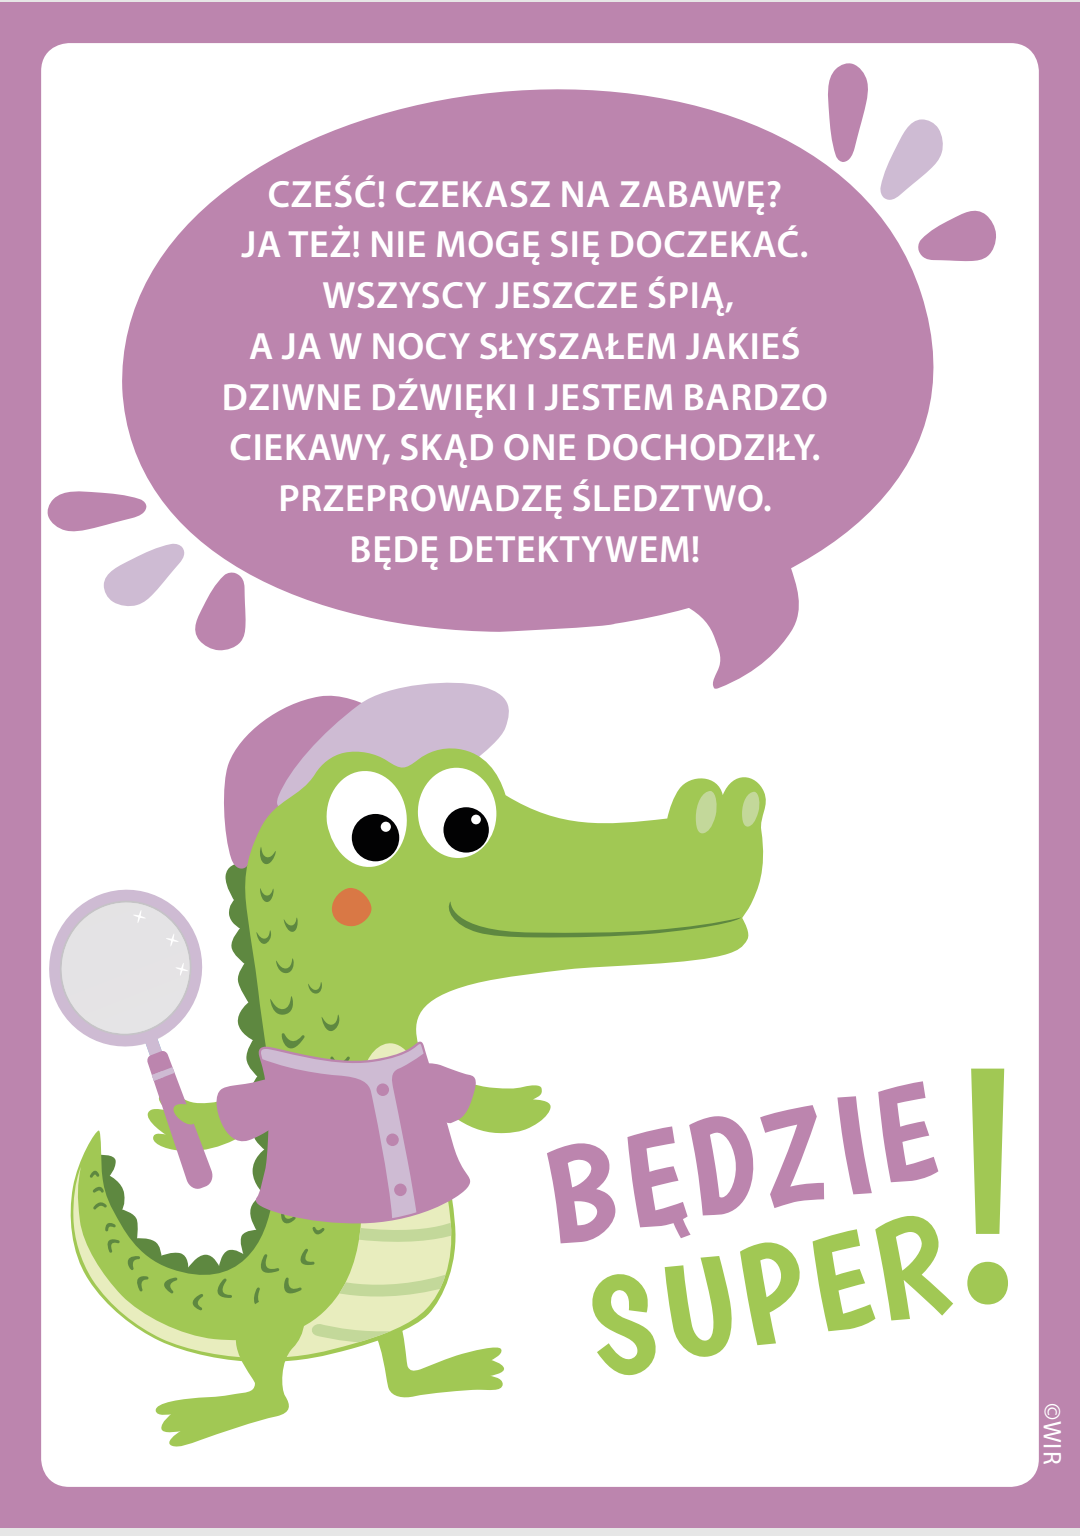 CZEŚĆ! CZEKASZ NA ZABAWĘ?
JA TEŻ! NIE MOGĘ SIĘ DOCZEKAĆ.
WSZYSCY JESZCZE ŚPIĄ,
A JA W NOCY SŁYSZAŁEM JAKIEŚ
DZIWNE DŹWIĘKI I JESTEM BARDZO
CIEKAWY, SKĄD ONE DOCHODZIŁY.
PRZEPROWADZĘ ŚLEDZTWO.
BĘDĘ DETEKTYWEM!
BĘDZIE
SUPER!
©WIR